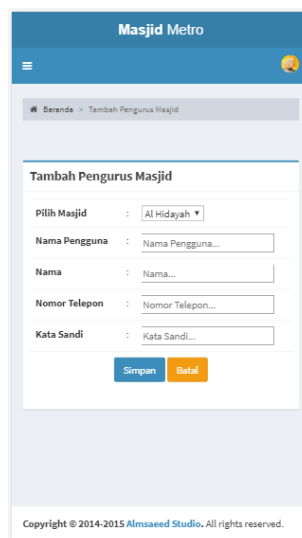 Masjid Metro
Beranda > Tambah Pengurus Masjid
Tambah Pengurus Masjid
Pilih Masjid : Al Hidayah
Nama Pengguna : Nama Pengguna...
Nama : Nama...
Nomor Telepon : Nomor Telepon...
Kata Sandi : Kata Sandi...
Simpan Batal
Copyright © 2014-2015 Almsaeed Studio. All rights reserved.